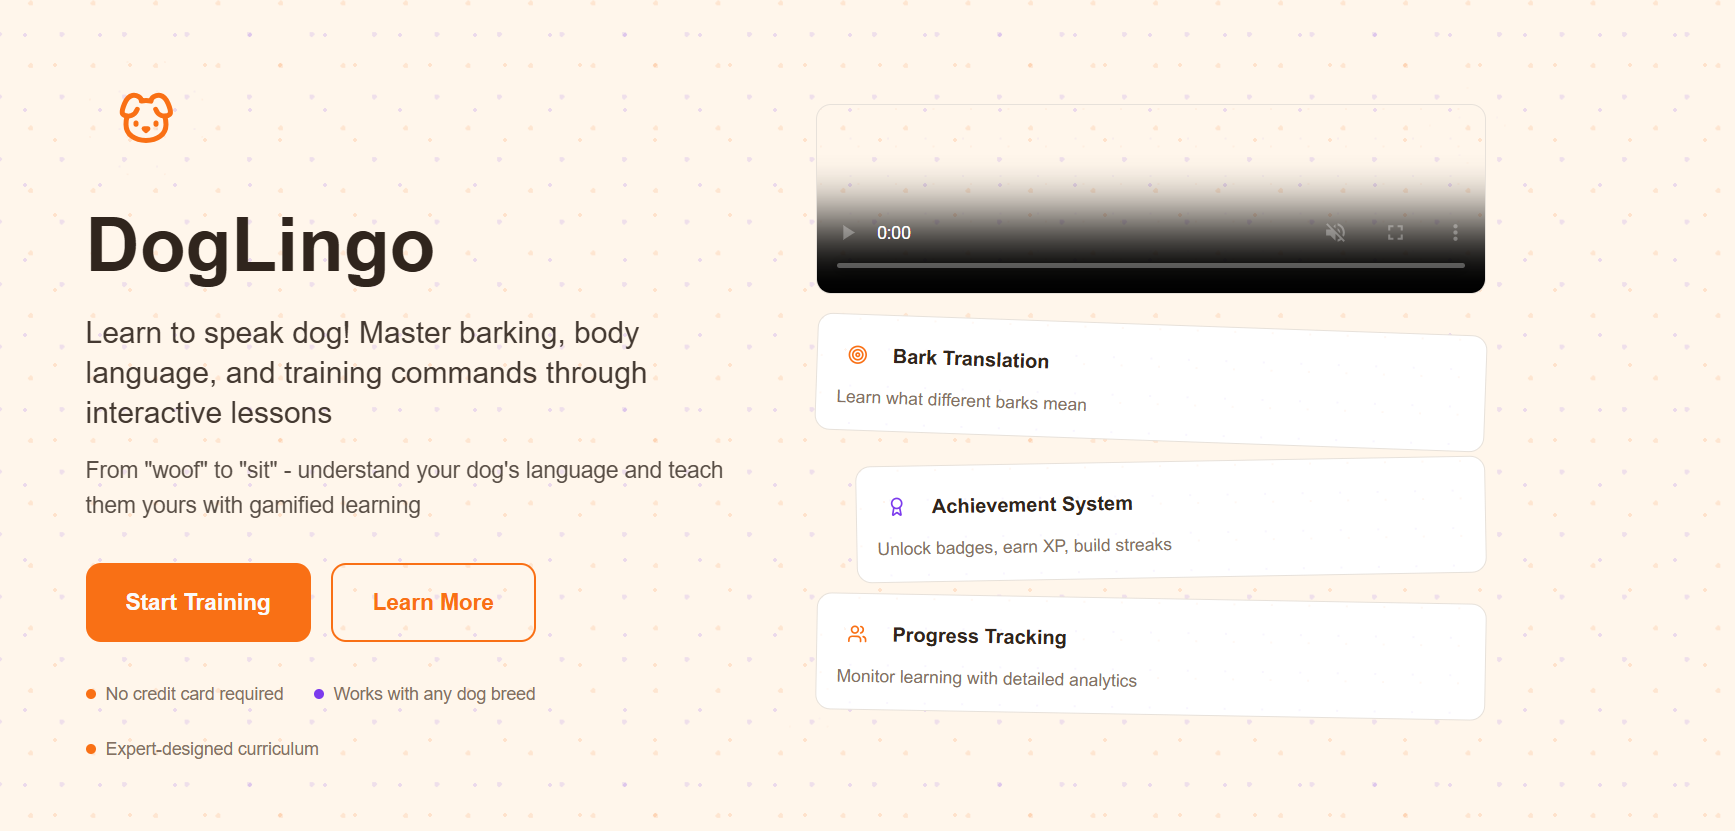 DogLingo
Learn to speak dog! Master barking, body
language, and training commands through
interactive lessons
From "woof" to "sit" - understand your dog's language and teach
them yours with gamified learning
Start Training
Learn More
No credit card required
Works with any dog breed
Expert-designed curriculum
0:00
Bark Translation
Learn what different barks mean
Achievement System
Unlock badges, earn XP, build streaks
Progress Tracking
Monitor learning with detailed analytics